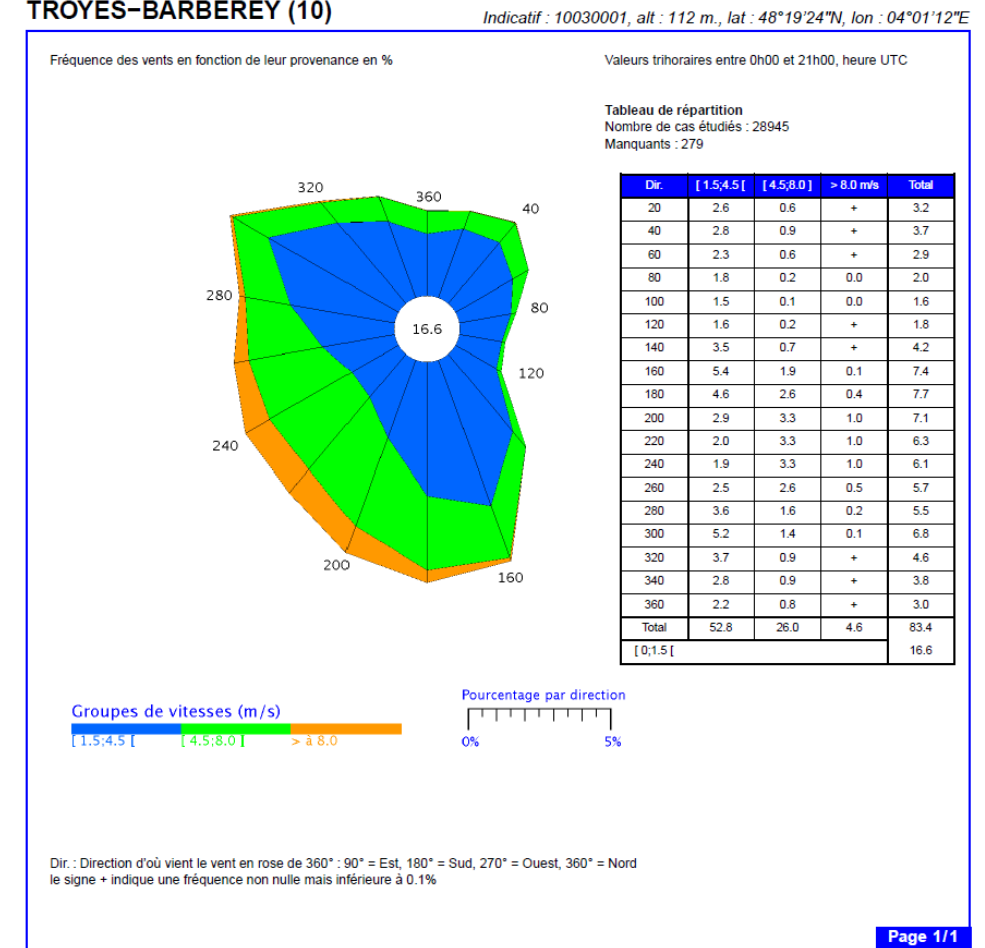 TROYES−BARBEREY (10)
Indicatif : 10030001, alt : 112 m., lat : 48°19'24"N, lon : 04°01'12"E
Fréquence des vents en fonction de leur provenance en %
Valeurs trihoraires entre 0h00 et 21h00, heure UTC
Tableau de répartition
Nombre de cas étudiés : 28945
Manquants : 279
320
360
40
280
80
16.6
120
240
200
160
Dir. [ 1.5;4.5 [ [ 4.5;8.0 ] > 8.0 m/s Total
20 2.6 0.6 + 3.2
40 2.8 0.9 + 3.7
60 2.3 0.6 + 2.9
80 1.8 0.2 0.0 2.0
100 1.5 0.1 0.0 1.6
120 1.6 0.2 + 1.8
140 3.5 0.7 + 4.2
160 5.4 1.9 0.1 7.4
180 4.6 2.6 0.4 7.7
200 2.9 3.3 1.0 7.1
220 2.0 3.3 1.0 6.3
240 1.9 3.3 1.0 6.1
260 2.5 2.6 0.5 5.7
280 3.6 1.6 0.2 5.5
300 5.2 1.4 0.1 6.8
320 3.7 0.9 + 4.6
340 2.8 0.9 + 3.8
360 2.2 0.8 + 3.0
Total 52.8 26.0 4.6 83.4
[ 0;1.5 [ 16.6
Groupes de vitesses (m/s)
[ 1.5;4.5 [ [ 4.5;8.0 ] > à 8.0
Pourcentage par direction
0% 5%
Dir. : Direction d'où vient le vent en rose de 360° : 90° = Est, 180° = Sud, 270° = Ouest, 360° = Nord
le signe + indique une fréquence non nulle mais inférieure à 0.1%
Page 1/1